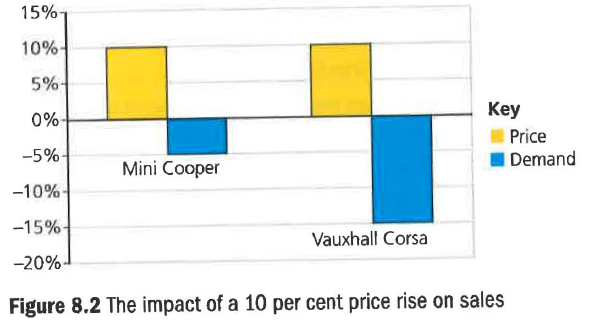 15%
10%
5%
0%
–5%
–10%
–15%
–20%
Mini Cooper
Vauxhall Corsa
Key
Price
Demand
Figure 8.2 The impact of a 10 per cent price rise on sales